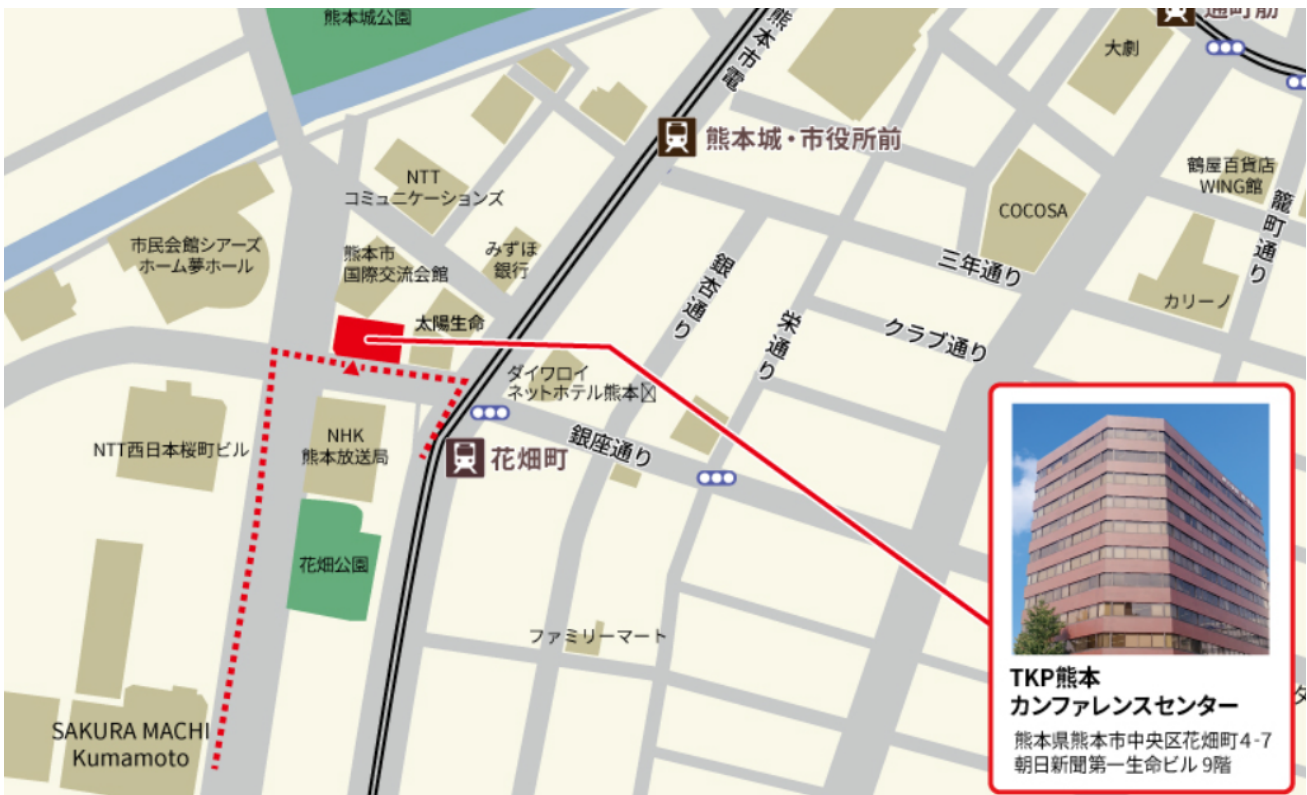 熊本城公園
熊本市電
通町筋
大劇
熊本城・市役所前
NTT
コミュニケーションズ
鶴屋百貨店
WING館
籠町通り
COCOSA
市民会館シアーズ
ホーム夢ホール
熊本市
国際交流会館
みずほ
銀行
銀杏通り
三年通り
カリーノ
栄通り
クラブ通り
太陽生命
ダイワロイ
ネットホテル熊本
NTT西日本桜町ビル
NHK
熊本放送局
花畑町
銀座通り
花畑公園
ファミリーマート
SAKURA MACHI
Kumamoto
TKP熊本
カンファレンスセンター
熊本県熊本市中央区花畑町4-7
朝日新聞第一生命ビル 9階